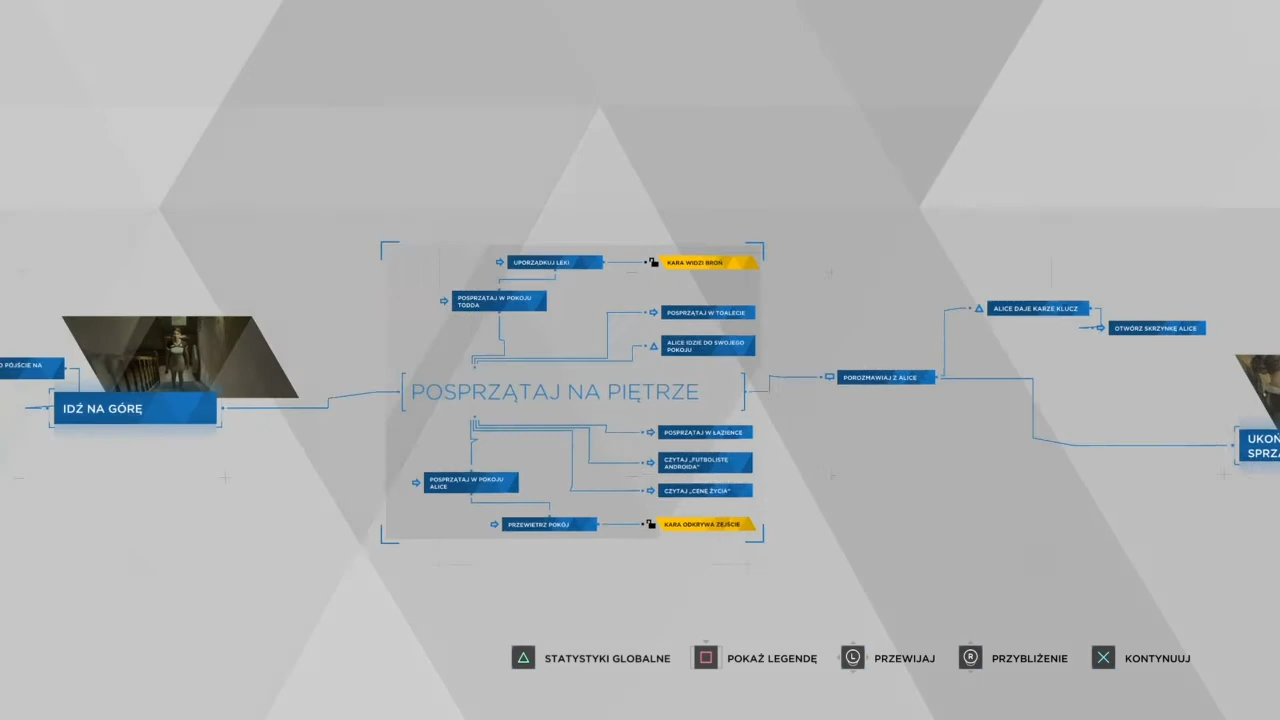 UPORZĄDKUJ LEKI
KARA WIDZI BROŃ
POSPRZĄTAJ W POKOJU
TODDA
POSPRZĄTAJ W TOALECIE
ALICE IDZIE DO SWOJEGO
POKOJU
O PÓJŚCIE NA
IDŹ NA GÓRĘ
POSPRZĄTAJ NA PIĘTRZE
POROZMAWIAJ Z ALICE
ALICE DAJE KARZE KLUCZ
OTWÓRZ SKRZYNKĘ ALICE
UKOŃ
SPRZĄ
POSPRZĄTAJ W ŁAZIENCE
CZYTAJ „FUTBOLISTĘ
ANDROIDA”
POSPRZĄTAJ W POKOJU
ALICE
CZYTAJ „CENĘ ŻYCIA”
PRZEWIETRZ POKÓJ
KARA ODKRYWA ZEJŚCIE
STATYSTYKI GLOBALNE
POKAŻ LEGENDĘ
L
PRZEWIJAJ
R
PRZYBLIŻENIE
KONTYNUUJ